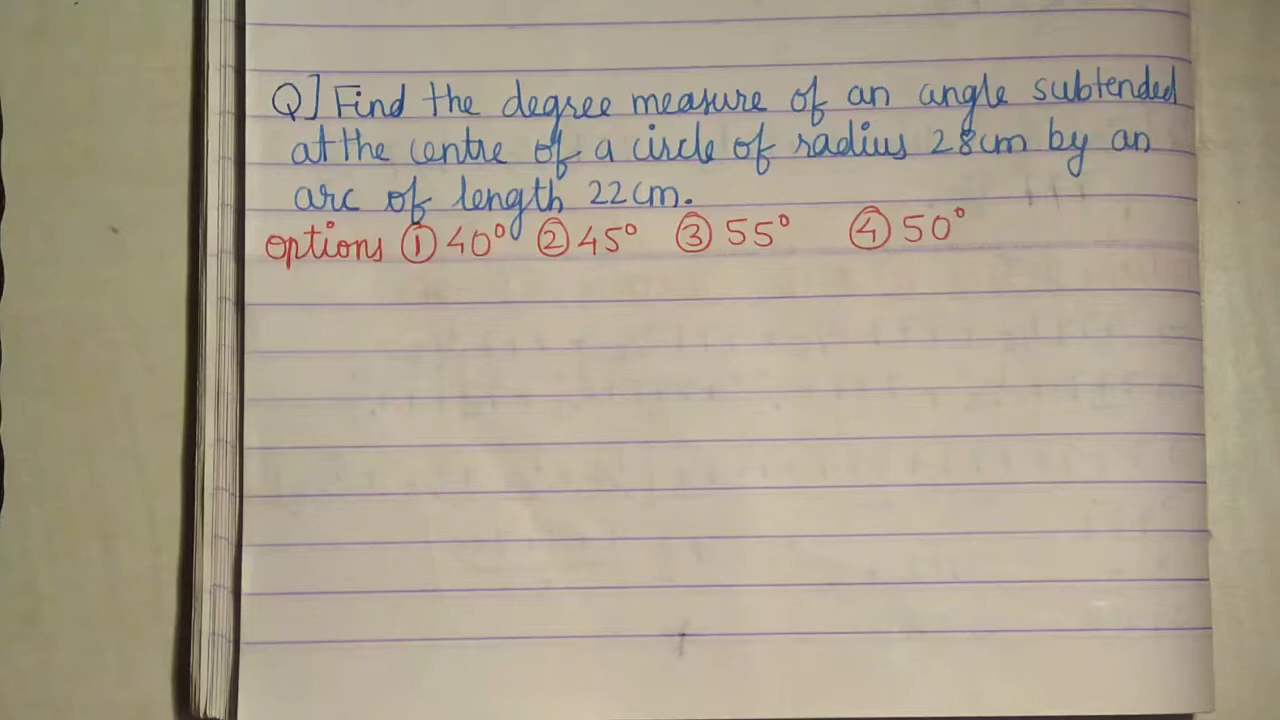 Q] Find the degree measure of an angle subtended
at the centre of a circle of radius 28cm by an
arc of length 22cm.
options ① 40° ② 45° ③ 55° ④ 50°